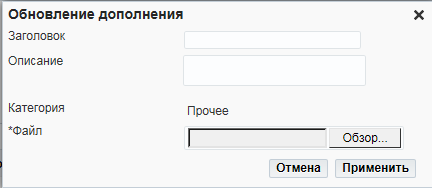 Обновление дополнения
Заголовок
Описание
Категория Прочее
*Файл Обзор...
Отмена Применить